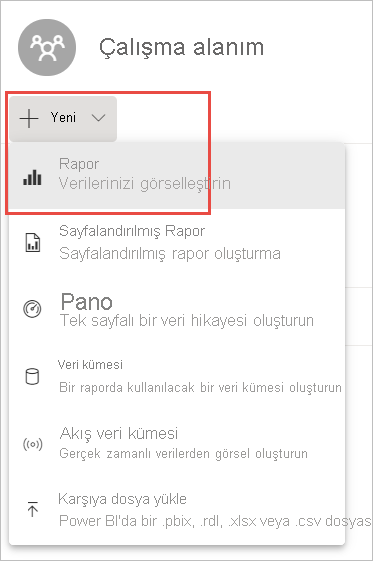 Çalışma alanım
Yeni
Rapor
Verilerinizi görselleştirin
Sayfalandırılmış Rapor
Sayfalandırılmış rapor oluşturma
Pano
Tek sayfalı bir veri hikayesi oluşturun
Veri kümesi
Bir raporda kullanılacak bir veri kümesi oluşturun
Akış veri kümesi
Gerçek zamanlı verilerden görsel oluşturun
Karşıya dosya yükle
Power BI'da bir .pbix, .rdl, .xlsx veya .csv dosyas